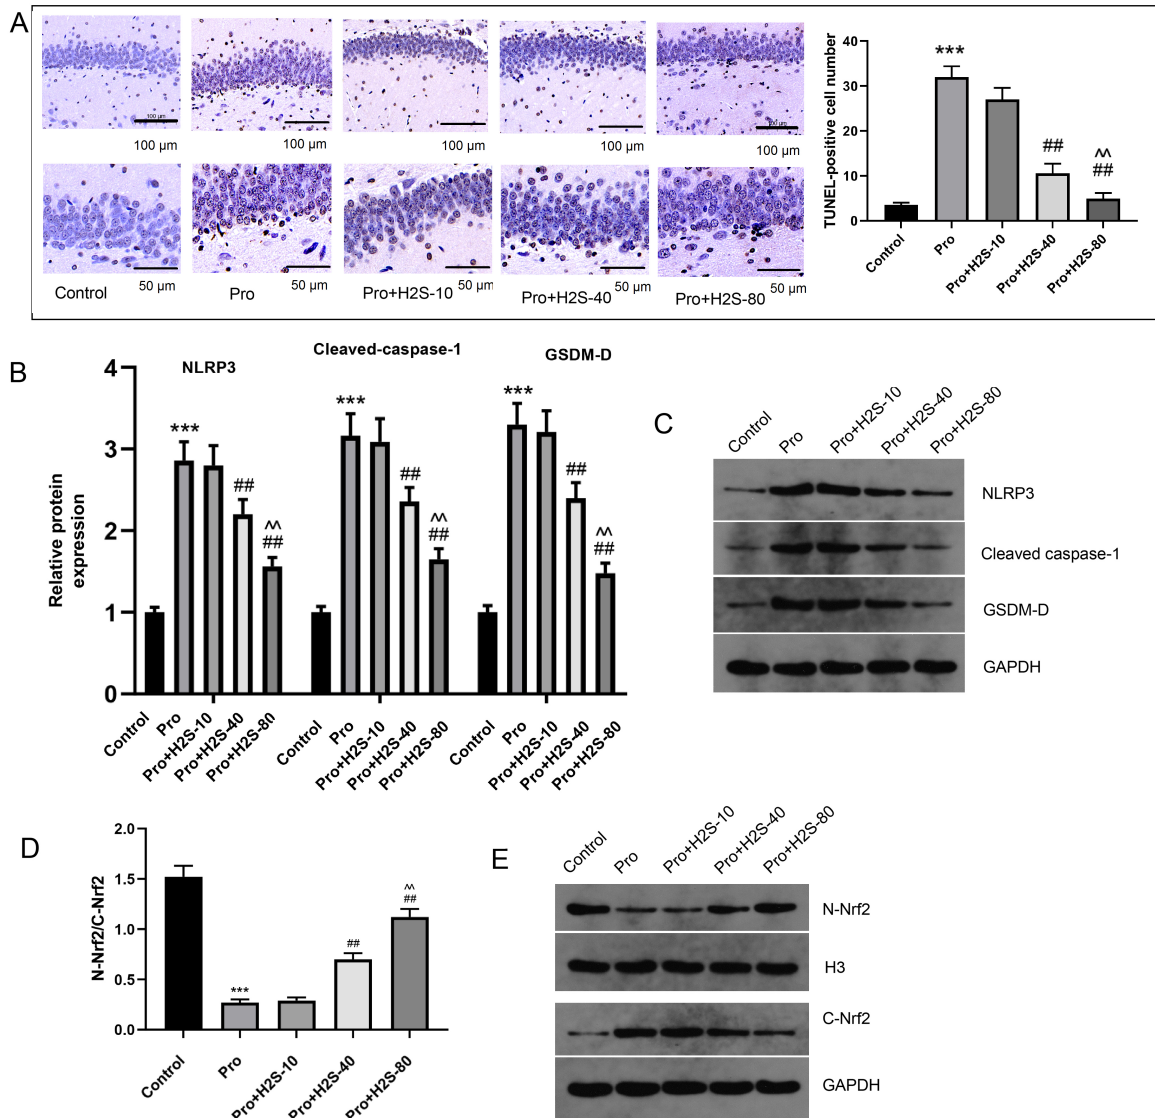 A
100 μm
100 μm
100 μm
100 μm
100 μm
100 μm
50 μm
50 μm
50 μm
50 μm
50 μm
Control
Pro
Pro+H2S-10
Pro+H2S-40
Pro+H2S-80
TUNEL-positive cell number
40
30
20
10
0
***
##
^^
##
Control
Pro
Pro+H2S-10
Pro+H2S-40
Pro+H2S-80
B
NLRP3
Cleaved-caspase-1
GSDM-D
Relative protein
expression
4
3
2
1
0
***
##
^^
##
***
##
^^
##
***
##
^^
##
Control
Pro
Pro+H2S-10
Pro+H2S-40
Pro+H2S-80
Control
Pro
Pro+H2S-10
Pro+H2S-40
Pro+H2S-80
Control
Pro
Pro+H2S-10
Pro+H2S-40
Pro+H2S-80
C
Control
Pro
Pro+H2S-10
Pro+H2S-40
Pro+H2S-80
NLRP3
Cleaved caspase-1
GSDM-D
GAPDH
D
N-Nrf2/C-Nrf2
2.0
1.5
1.0
0.5
0.0
***
##
^^
##
Control
Pro
Pro+H2S-10
Pro+H2S-40
Pro+H2S-80
E
Control
Pro
Pro+H2S-10
Pro+H2S-40
Pro+H2S-80
N-Nrf2
H3
C-Nrf2
GAPDH